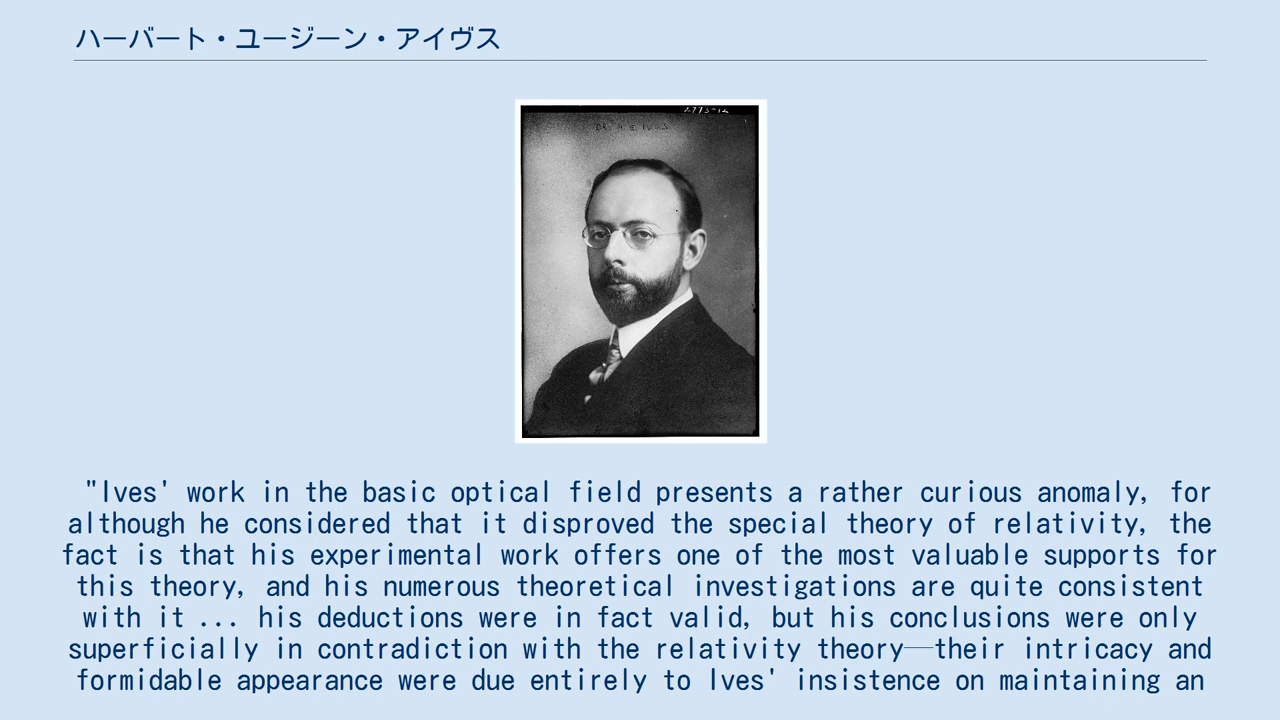 ハーバート・ユージーン・アイヴス
2773-12
DR. H. E. IVES
"Ives' work in the basic optical field presents a rather curious anomaly, for
although he considered that it disproved the special theory of relativity, the
fact is that his experimental work offers one of the most valuable supports for
this theory, and his numerous theoretical investigations are quite consistent
with it ... his deductions were in fact valid, but his conclusions were only
superficially in contradiction with the relativity theory—their intricacy and
formidable appearance were due entirely to Ives' insistence on maintaining an